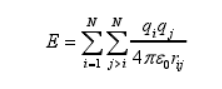 $E = \sum_{i=1}^{N} \sum_{j>i}^{N} \frac{q_i q_j}{4\pi\varepsilon_0 r_{ij}}$